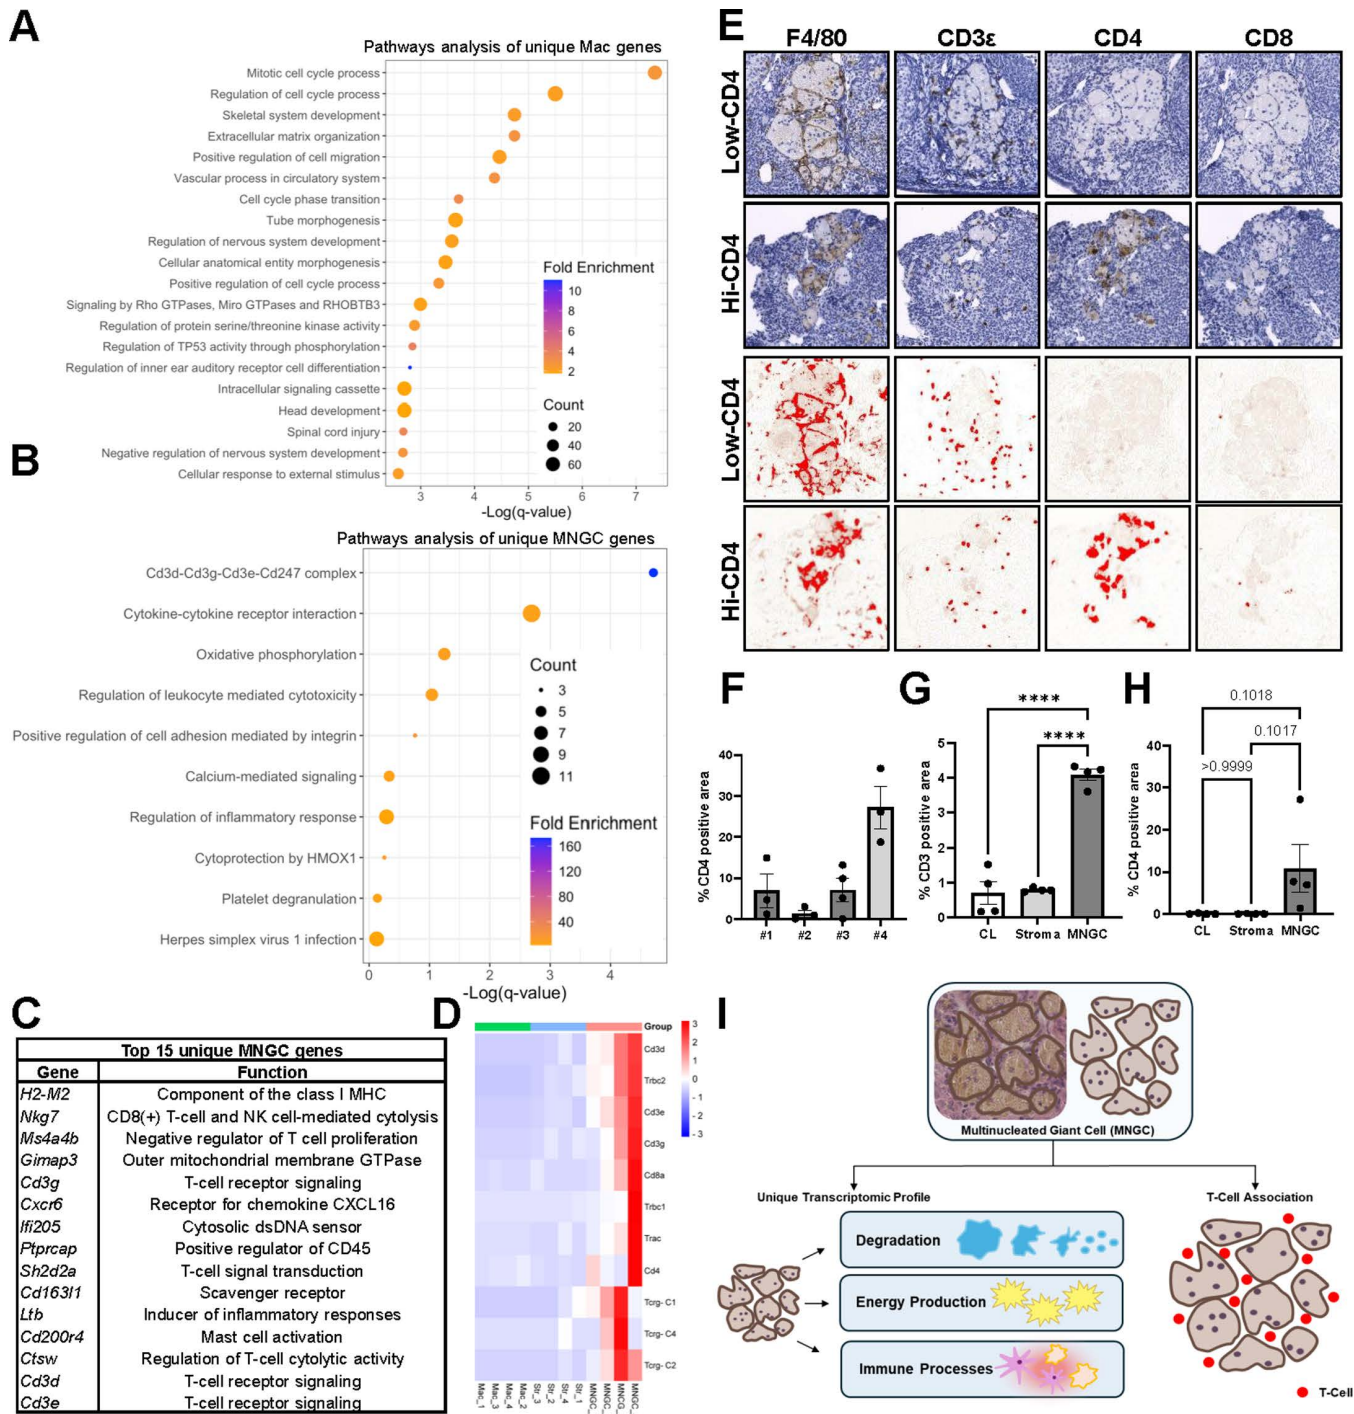 A
Pathways analysis of unique Mac genes
Mitotic cell cycle process
Regulation of cell cycle process
Skeletal system development
Extracellular matrix organization
Positive regulation of cell migration
Vascular process in circulatory system
Cell cycle phase transition
Tube morphogenesis
Regulation of nervous system development
Cellular anatomical entity morphogenesis
Positive regulation of cell cycle process
Signaling by Rho GTPases, Miro GTPases and RHOBTB3
Regulation of protein serine/threonine kinase activity
Regulation of TP53 activity through phosphorylation
Regulation of inner ear auditory receptor cell differentiation
Intracellular signaling cassette
Head development
Spinal cord injury
Negative regulation of nervous system development
Cellular response to external stimulus
Fold Enrichment
10
8
6
4
2
Count
20
40
60
3 4 5 6 7
-Log(q-value)
B
Pathways analysis of unique MNGC genes
Cd3d-Cd3g-Cd3e-Cd247 complex
Cytokine-cytokine receptor interaction
Oxidative phosphorylation
Regulation of leukocyte mediated cytotoxicity
Positive regulation of cell adhesion mediated by integrin
Calcium-mediated signaling
Regulation of inflammatory response
Cytoprotection by HMOX1
Platelet degranulation
Herpes simplex virus 1 infection
Count
3
5
7
9
11
Fold Enrichment
160
120
80
40
0 1 2 3 4
-Log(q-value)
C
Top 15 unique MNGC genes
Gene Function
H2-M2 Component of the class I MHC
Nkg7 CD8(+) T-cell and NK cell-mediated cytolysis
Ms4a4b Negative regulator of T cell proliferation
Gimap3 Outer mitochondrial membrane GTPase
Cd3g T-cell receptor signaling
Cxcr6 Receptor for chemokine CXCL16
Ifi205 Cytosolic dsDNA sensor
Ptprcap Positive regulator of CD45
Sh2d2a T-cell signal transduction
Cd163l1 Scavenger receptor
Ltb Inducer of inflammatory responses
Cd200r4 Mast cell activation
Ctsw Regulation of T-cell cytolytic activity
Cd3d T-cell receptor signaling
Cd3e T-cell receptor signaling
D
Group
3
2
1
0
-1
-2
-3
Cd3d
Trbc2
Cd3e
Cd3g
Cd8a
Trbc1
Trac
Cd4
Tcrg- C1
Tcrg- C4
Tcrg- C2
Mac_1
Mac_3
Mac_4
Mac_2
Str_3
Str_2
Str_4
Str_1
MNGC_
MNGC_
MNCG_
MNGC_
E
F4/80 CD3ε CD4 CD8
Low-CD4
Hi-CD4
Low-CD4
Hi-CD4
F
% CD4 positive area
40
30
20
10
0
#1 #2 #3 #4
G
****
****
% CD3 positive area
5
4
3
2
1
0
CL Stroma MNGC
H
0.1018
0.1017
>0.9999
% CD4 positive area
40
30
20
10
0
CL Stroma MNGC
I
Multinucleated Giant Cell (MNGC)
Unique Transcriptomic Profile
T-Cell Association
Degradation
Energy Production
Immune Processes
T-Cell